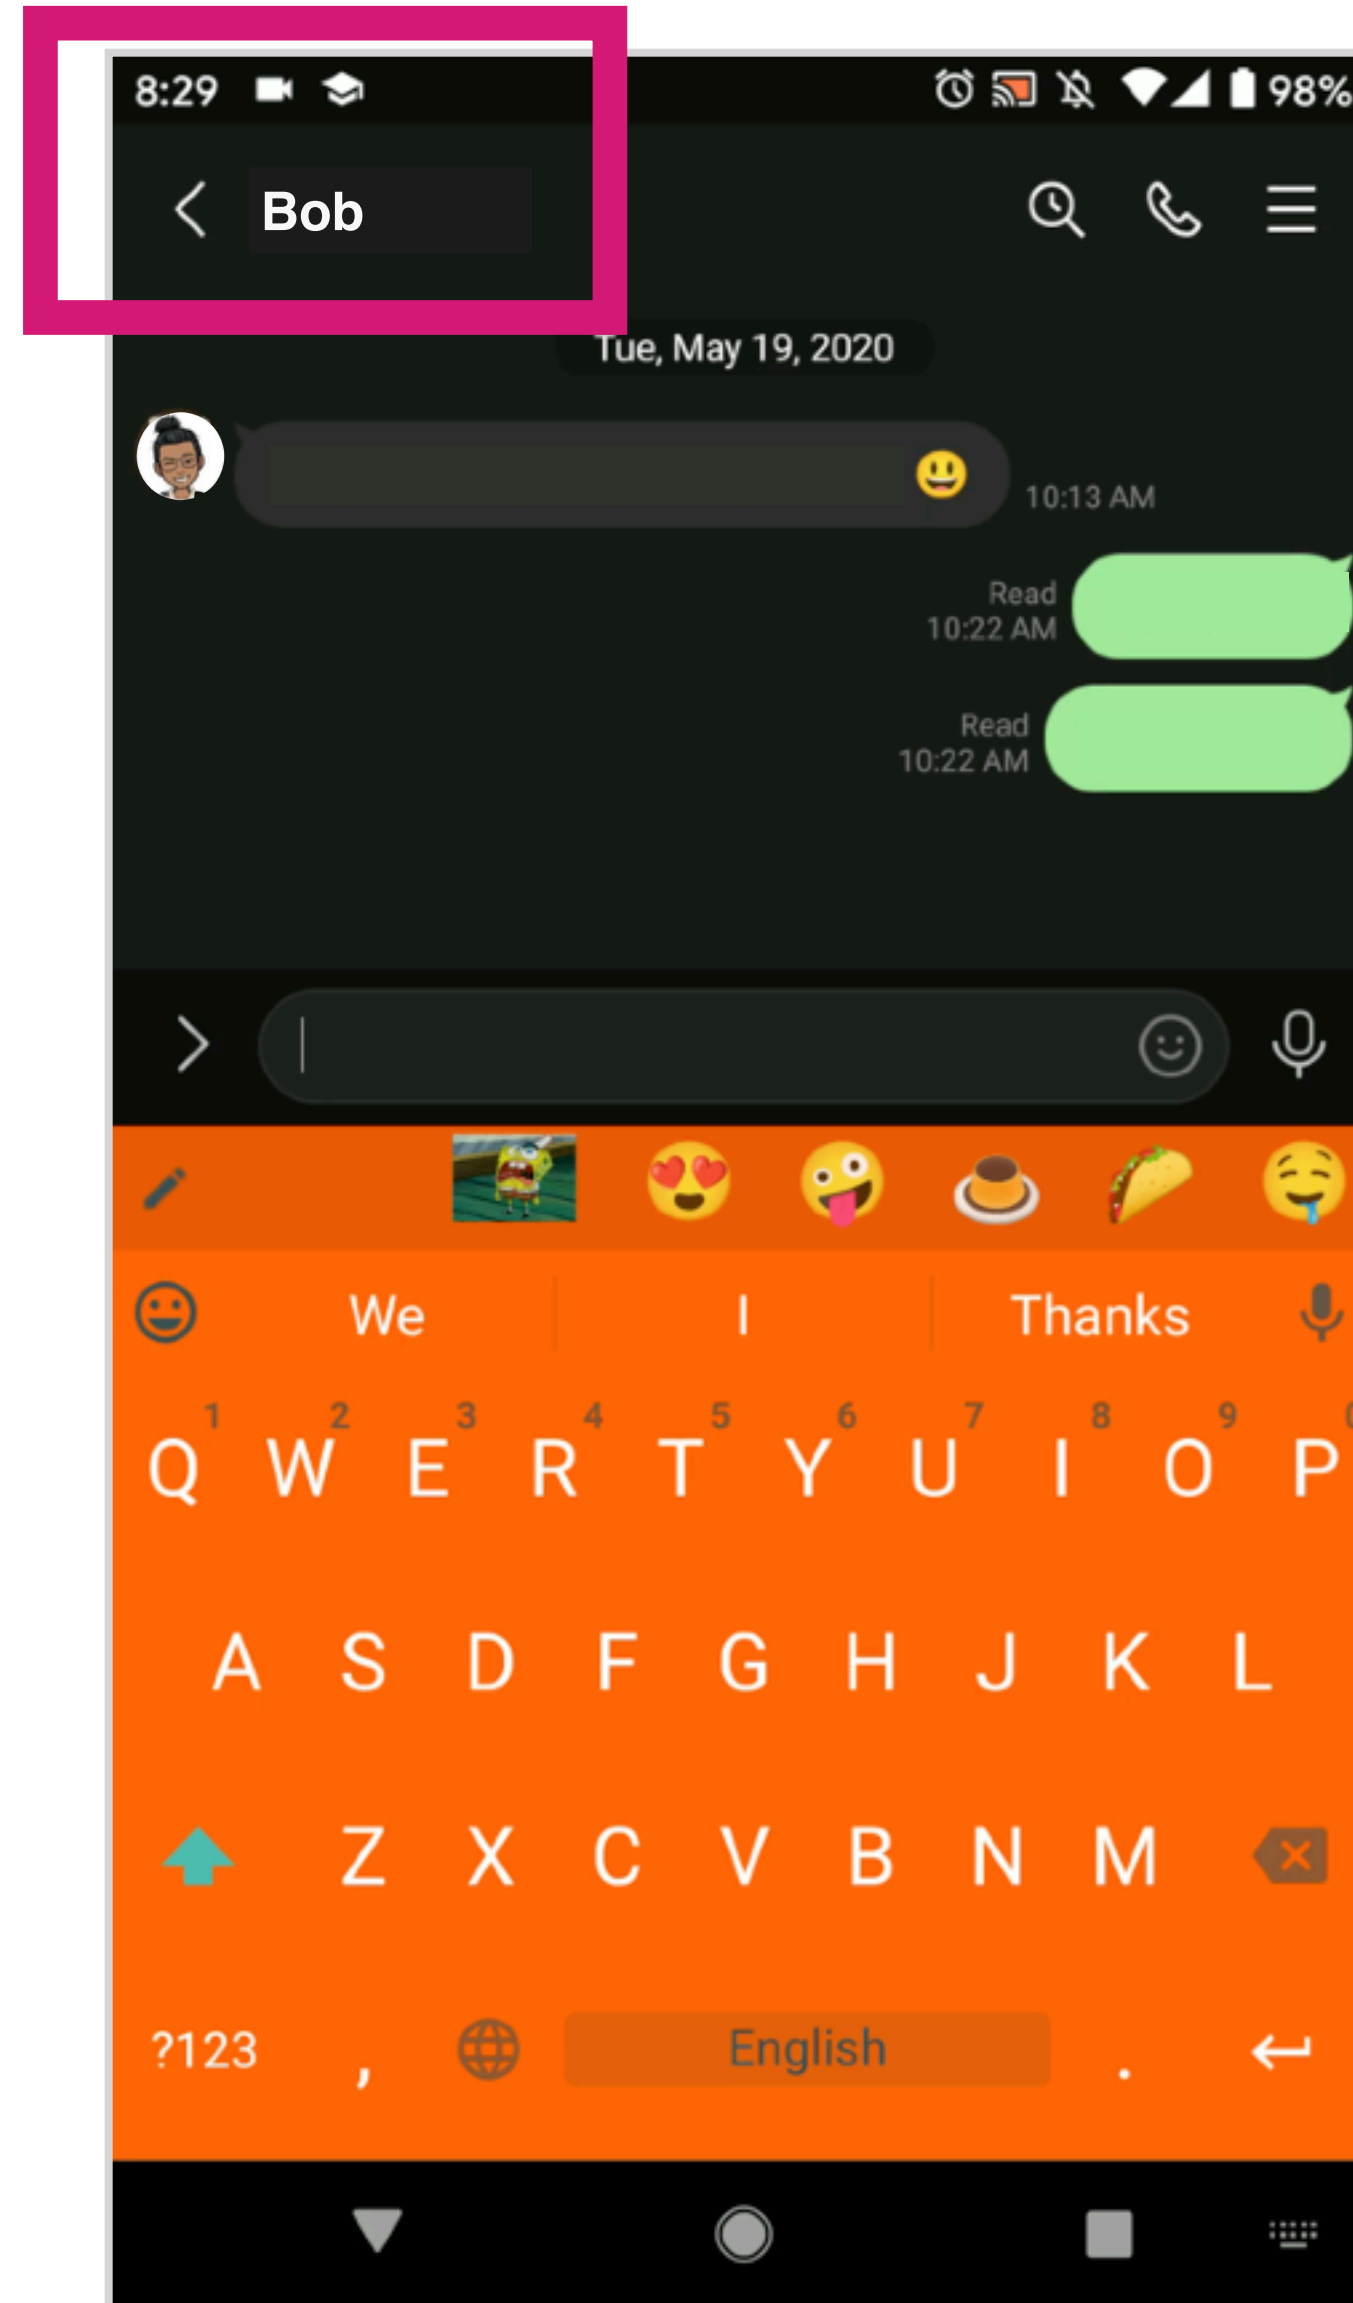 8:29 98%
Bob
Tue, May 19, 2020
10:13 AM
Read
10:22 AM
Read
10:22 AM
We I Thanks
1 2 3 4 5 6 7 8 9 0
Q W E R T Y U I O P
A S D F G H J K L
Z X C V B N M
?123 , English .